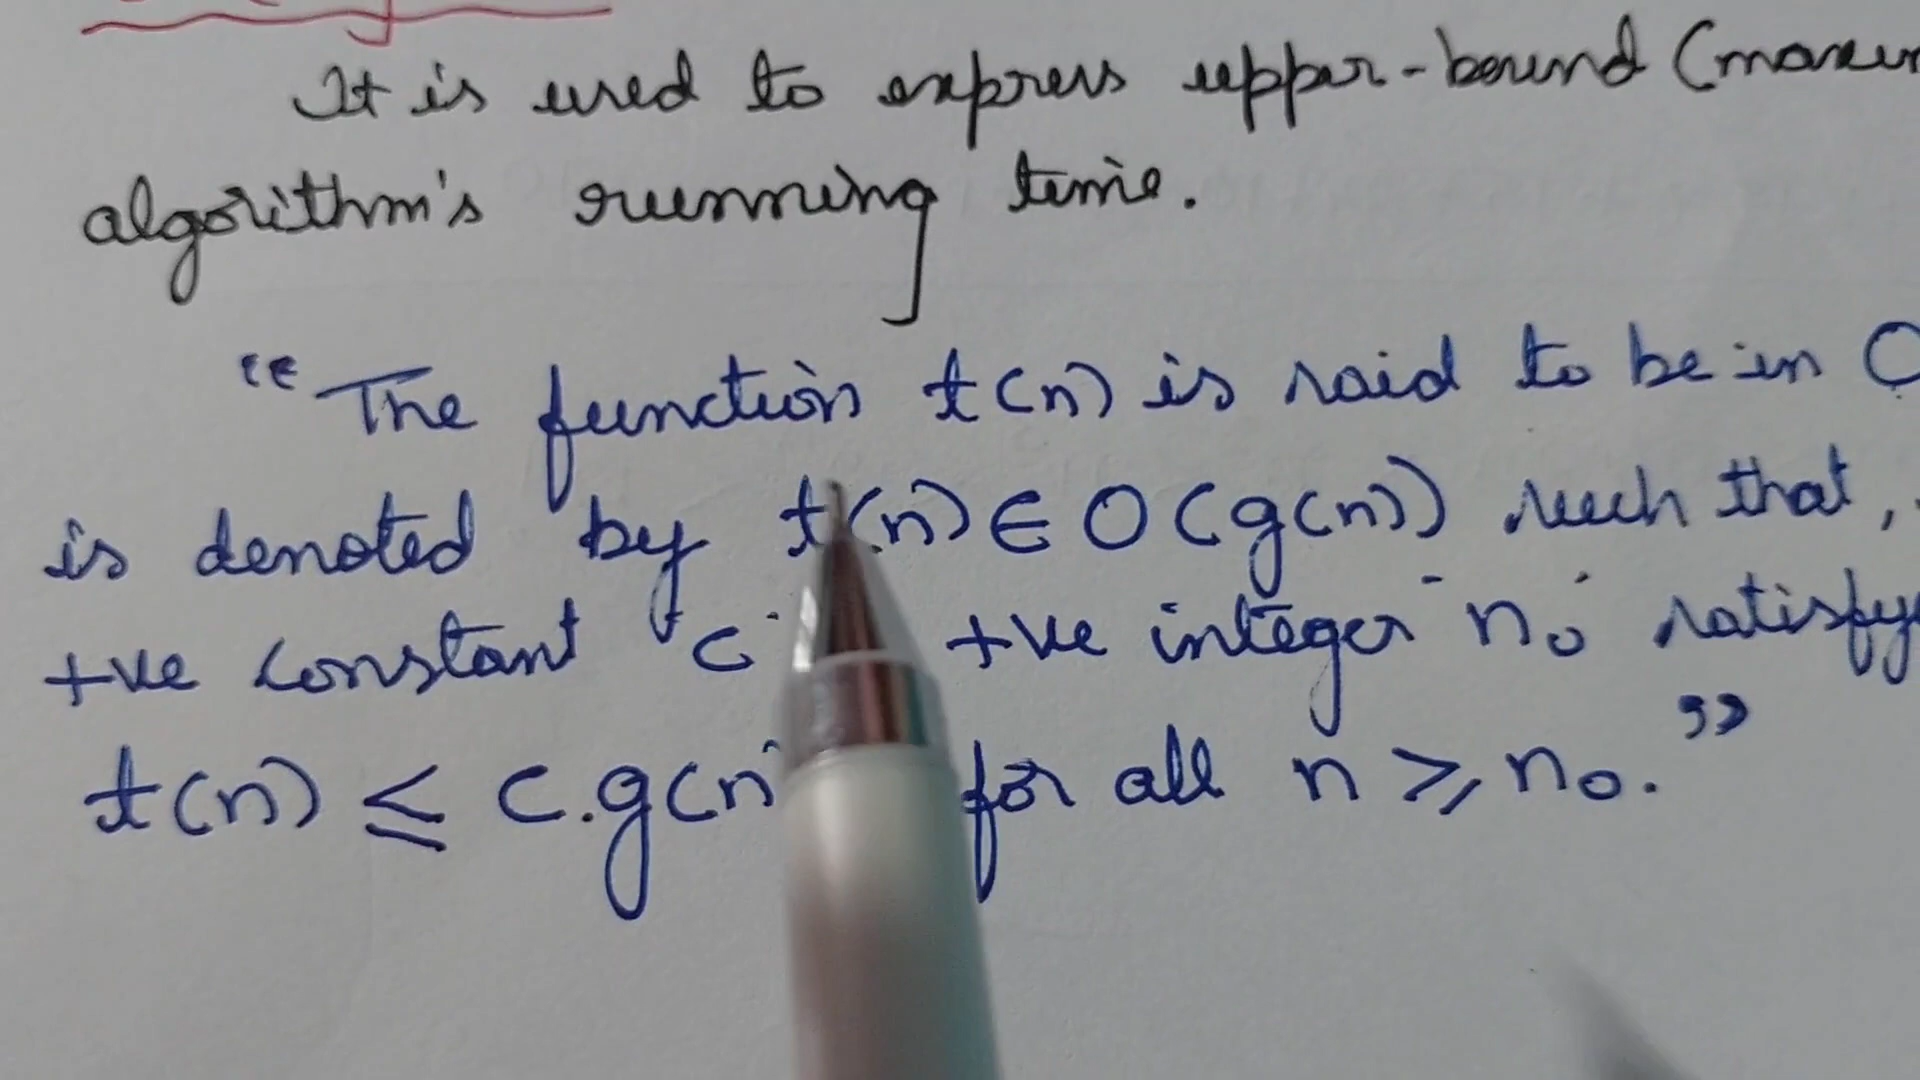 It is used to express upper-bound (maxim
algorithm's running time.
"The function t(n) is said to be in O
is denoted by t(n) ∈ O(g(n)) such that,
+ve constant 'c' +ve integer 'n₀' satisfy
t(n) ≤ c.g(n) for all n ≥ n₀."